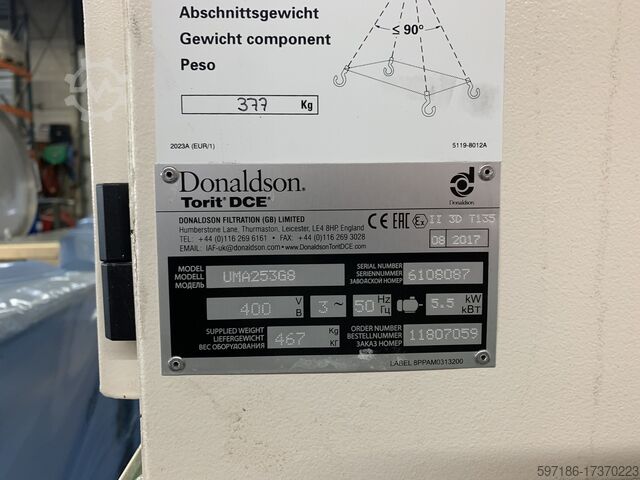 Abschnittsgewicht
Gewicht component
Peso
≤ 90°
377 Kg
2023A (EUR/1)
5119-8012A
Donaldson.
Torit® DCE®
Donaldson
DONALDSON FILTRATION (GB) LIMITED
Humberstone Lane, Thurmaston, Leicester, LE4 8HP, England
TEL: +44 (0)116 269 6161 • FAX: +44 (0)116 269 3028
EMAIL: IAF-uk@donaldson.com • www.DonaldsonToritDCE.com
CE EAC Ex II 3D T135
08 2017
MODEL
MODELL
МОДЕЛЬ
UMA253G8
SERIAL NUMBER
SERIENNUMMER
ЗАВОДСКОЙ НОМЕР
6108087
400 V В 3 ~ 50 Hz Гц 5.5 kW кВт
SUPPLIED WEIGHT
LIEFERGEWICHT
ВЕС ОБОРУДОВАНИЯ
467 Kg КГ
ORDER NUMBER
BESTELLNUMMER
ЗАКАЗ НОМЕР
11807059
LABEL 8PPAM0313200
597186-17370223